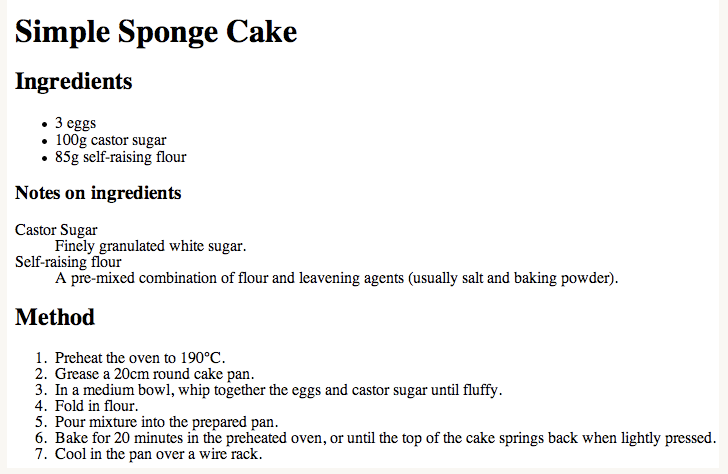 Simple Sponge Cake
Ingredients
• 3 eggs
• 100g castor sugar
• 85g self-raising flour
Notes on ingredients
Castor Sugar
Finely granulated white sugar.
Self-raising flour
A pre-mixed combination of flour and leavening agents (usually salt and baking powder).
Method
1. Preheat the oven to 190°C.
2. Grease a 20cm round cake pan.
3. In a medium bowl, whip together the eggs and castor sugar until fluffy.
4. Fold in flour.
5. Pour mixture into the prepared pan.
6. Bake for 20 minutes in the preheated oven, or until the top of the cake springs back when lightly pressed.
7. Cool in the pan over a wire rack.